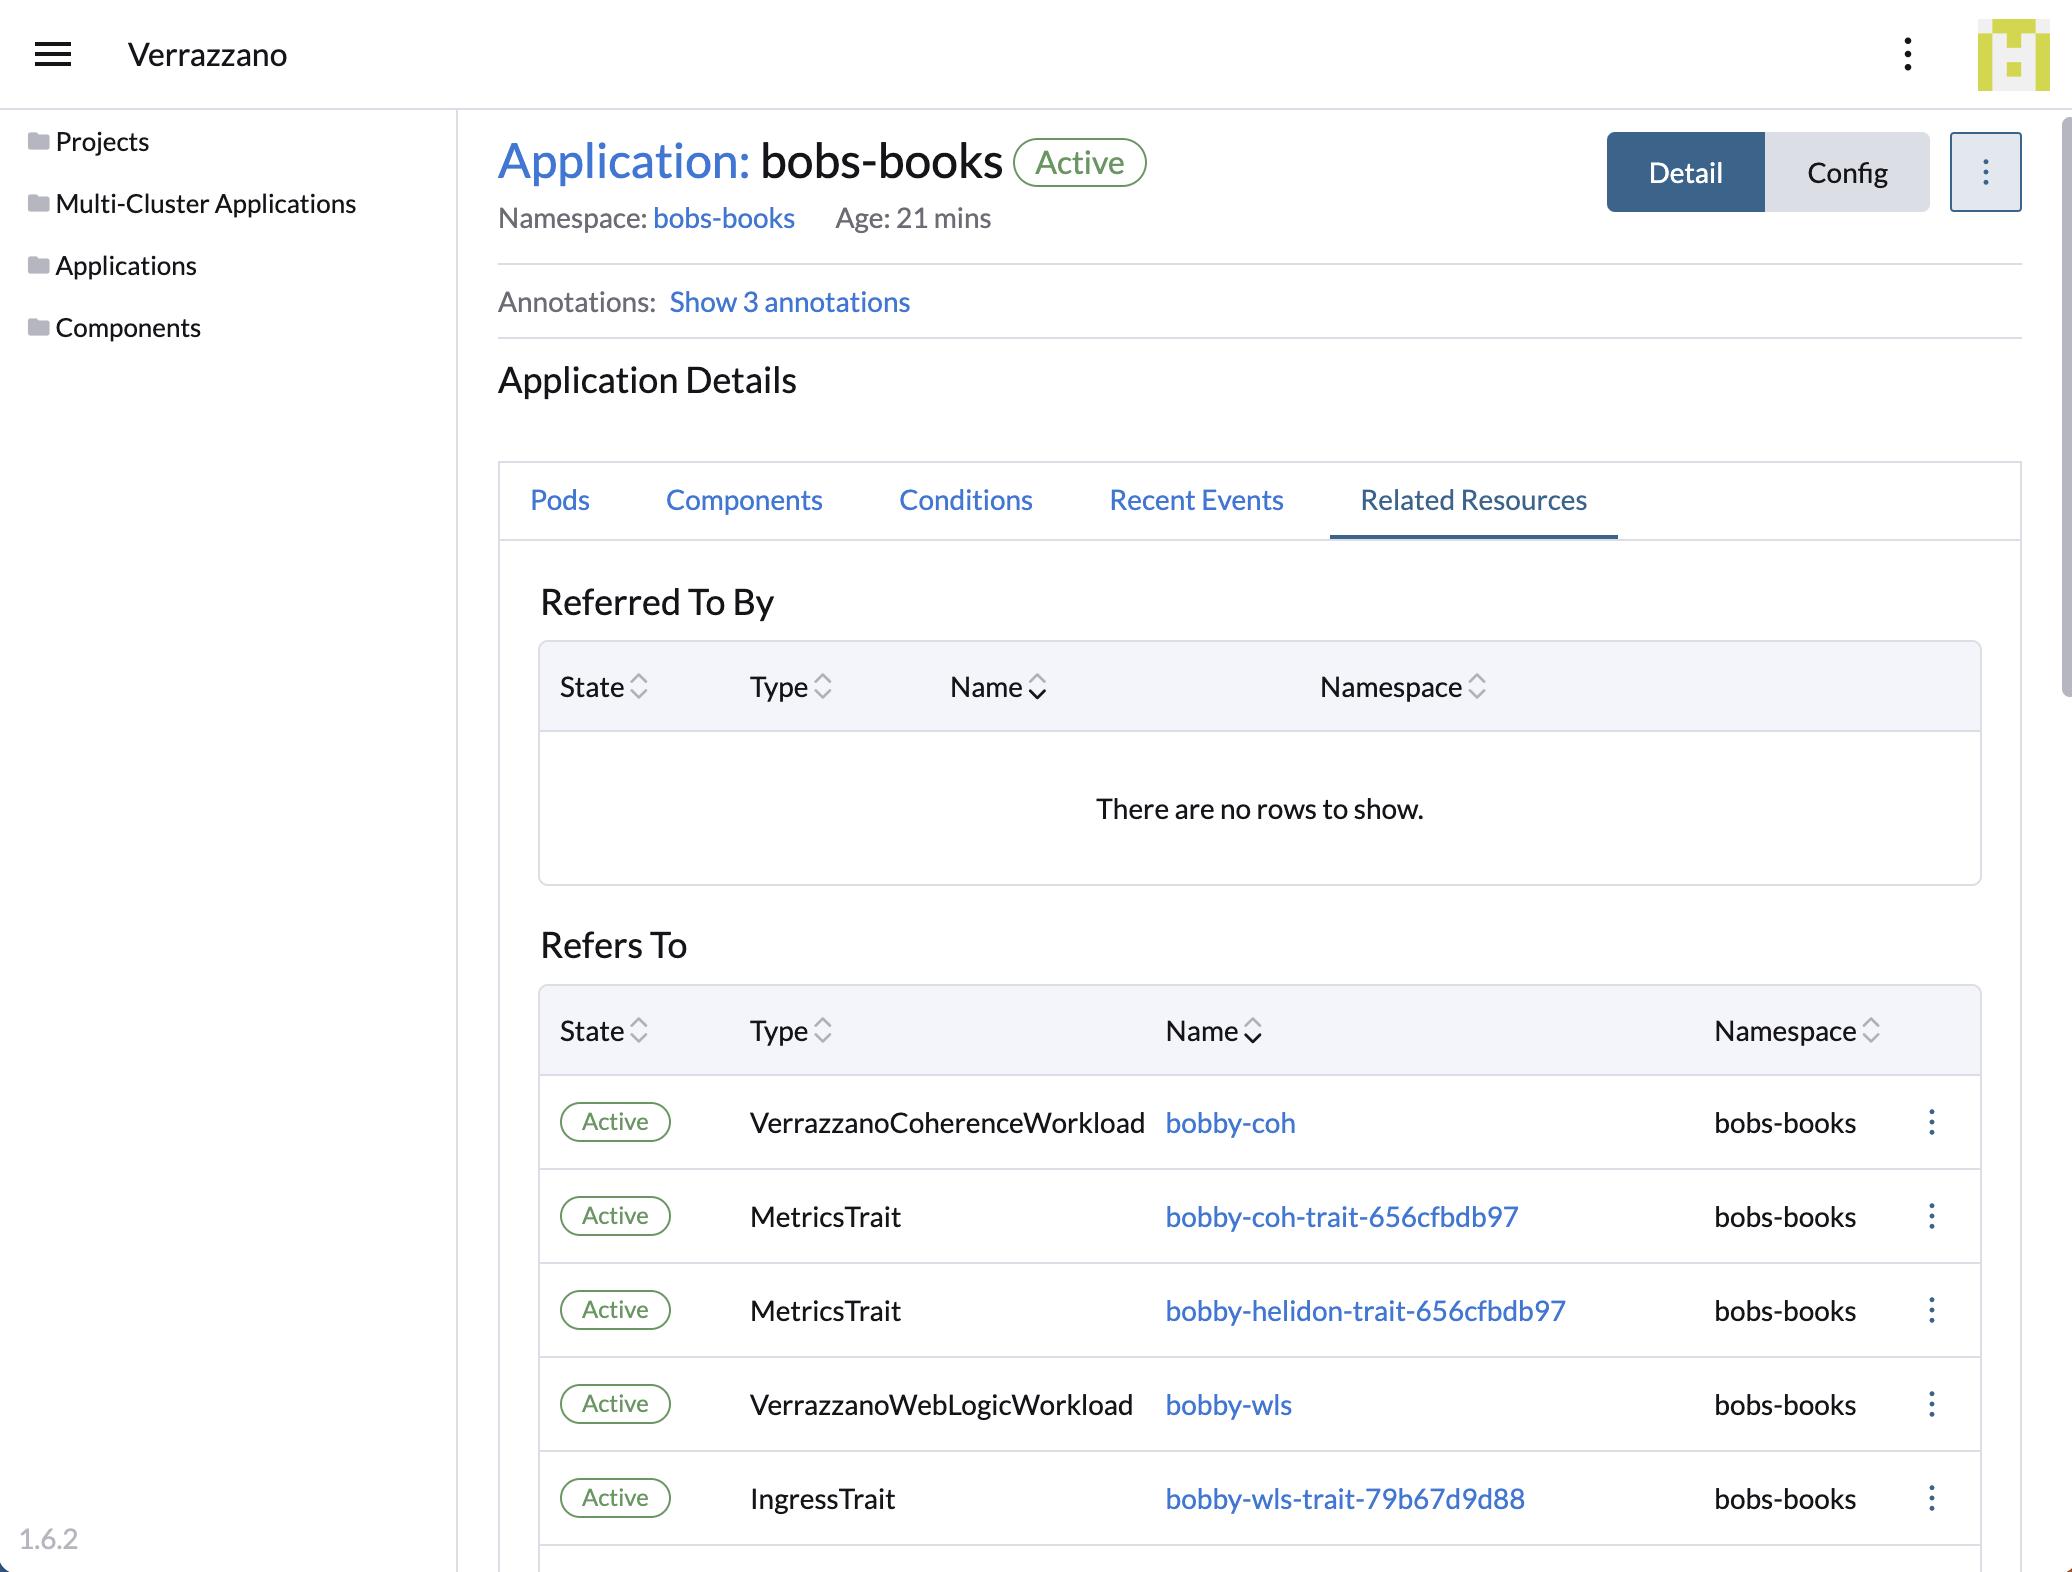 Verrazzano
Projects
Multi-Cluster Applications
Applications
Components
1.6.2
Application: bobs-books Active
Detail Config
Namespace: bobs-books Age: 21 mins
Annotations: Show 3 annotations
Application Details
Pods Components Conditions Recent Events Related Resources
Referred To By
State Type Name Namespace
There are no rows to show.
Refers To
State Type Name Namespace
Active VerrazzanoCoherenceWorkload bobby-coh bobs-books
Active MetricsTrait bobby-coh-trait-656cfbdb97 bobs-books
Active MetricsTrait bobby-helidon-trait-656cfbdb97 bobs-books
Active VerrazzanoWebLogicWorkload bobby-wls bobs-books
Active IngressTrait bobby-wls-trait-79b67d9d88 bobs-books